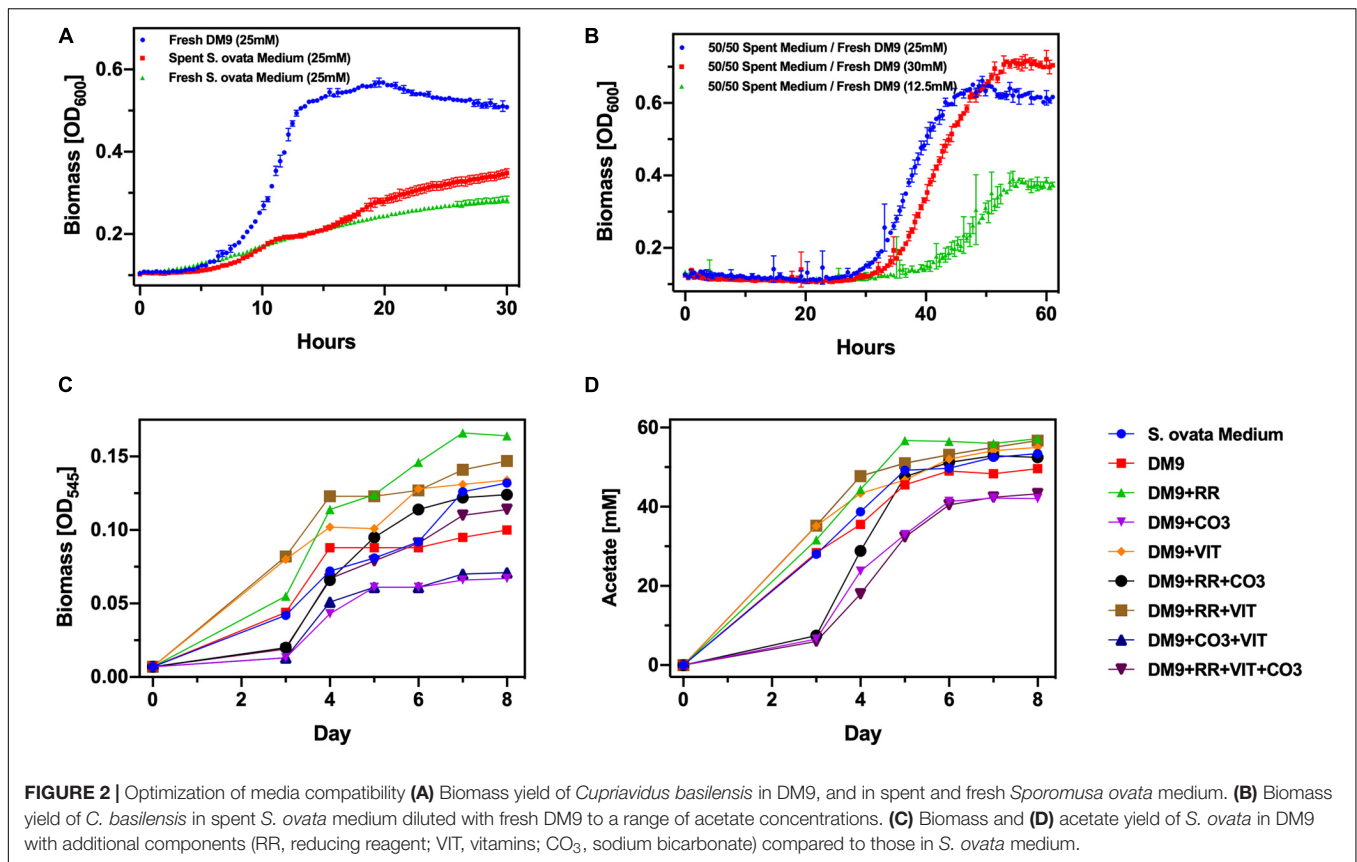 A
Fresh DM9 (25mM)
Spent S. ovata Medium (25mM)
Fresh S. ovata Medium (25mM)
Biomass [OD600]
0.6
0.4
0.2
0 10 20 30
Hours
B
50/50 Spent Medium / Fresh DM9 (25mM)
50/50 Spent Medium / Fresh DM9 (30mM)
50/50 Spent Medium / Fresh DM9 (12.5mM)
Biomass [OD600]
0.6
0.4
0.2
0 20 40 60
Hours
C
Biomass [OD545]
0.15
0.10
0.05
0.00
0 2 4 6 8
Day
D
Acetate [mM]
60
40
20
0
0 2 4 6 8
Day
S. ovata Medium
DM9
DM9+RR
DM9+CO3
DM9+VIT
DM9+RR+CO3
DM9+RR+VIT
DM9+CO3+VIT
DM9+RR+VIT+CO3
FIGURE 2 | Optimization of media compatibility (A) Biomass yield of Cupriavidus basilensis in DM9, and in spent and fresh Sporomusa ovata medium. (B) Biomass
yield of C. basilensis in spent S. ovata medium diluted with fresh DM9 to a range of acetate concentrations. (C) Biomass and (D) acetate yield of S. ovata in DM9
with additional components (RR, reducing reagent; VIT, vitamins; CO3, sodium bicarbonate) compared to those in S. ovata medium.